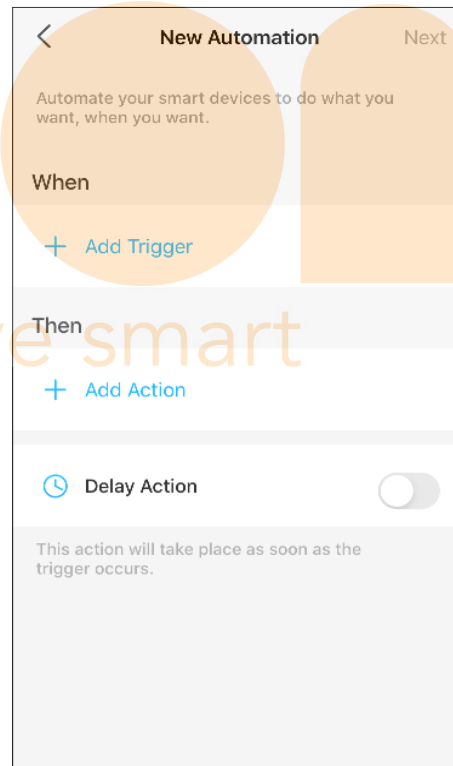 New Automation
Next
Automate your smart devices to do what you
want, when you want.
When
+ Add Trigger
Then
e smart
+ Add Action
Delay Action
This action will take place as soon as the
trigger occurs.